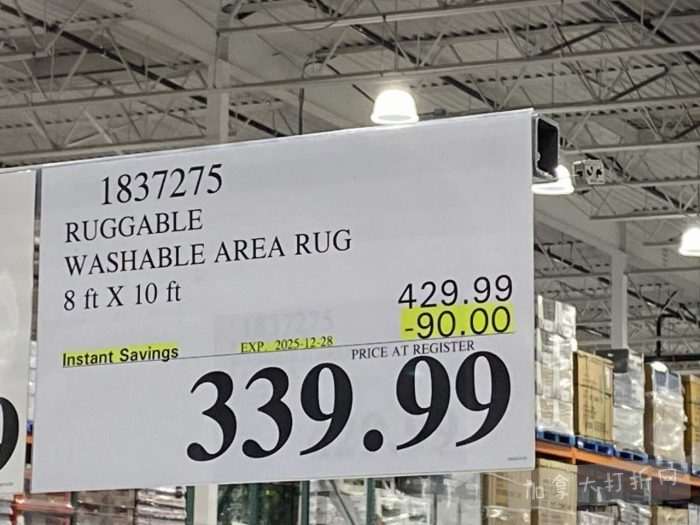 1837275
RUGGABLE
WASHABLE AREA RUG
8 ft X 10 ft
429.99
-90.00
Instant Savings
EXP. 2025-12-28
PRICE AT REGISTER
339.99
加拿大打折网